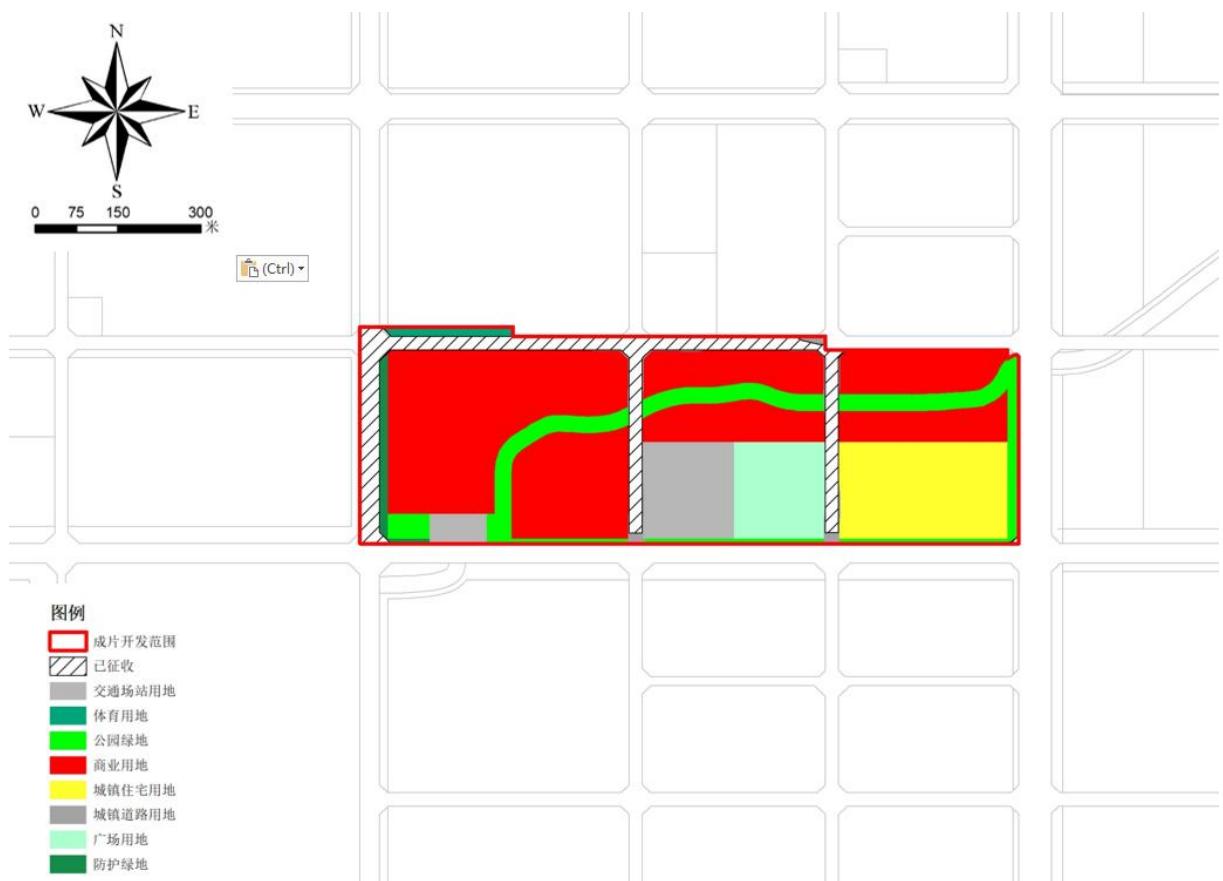 N
W
E
S
0 75 150 300
米
(Ctrl)
图例
成片开发范围
已征收
交通场站用地
体育用地
公园绿地
商业用地
城镇住宅用地
城镇道路用地
广场用地
防护绿地